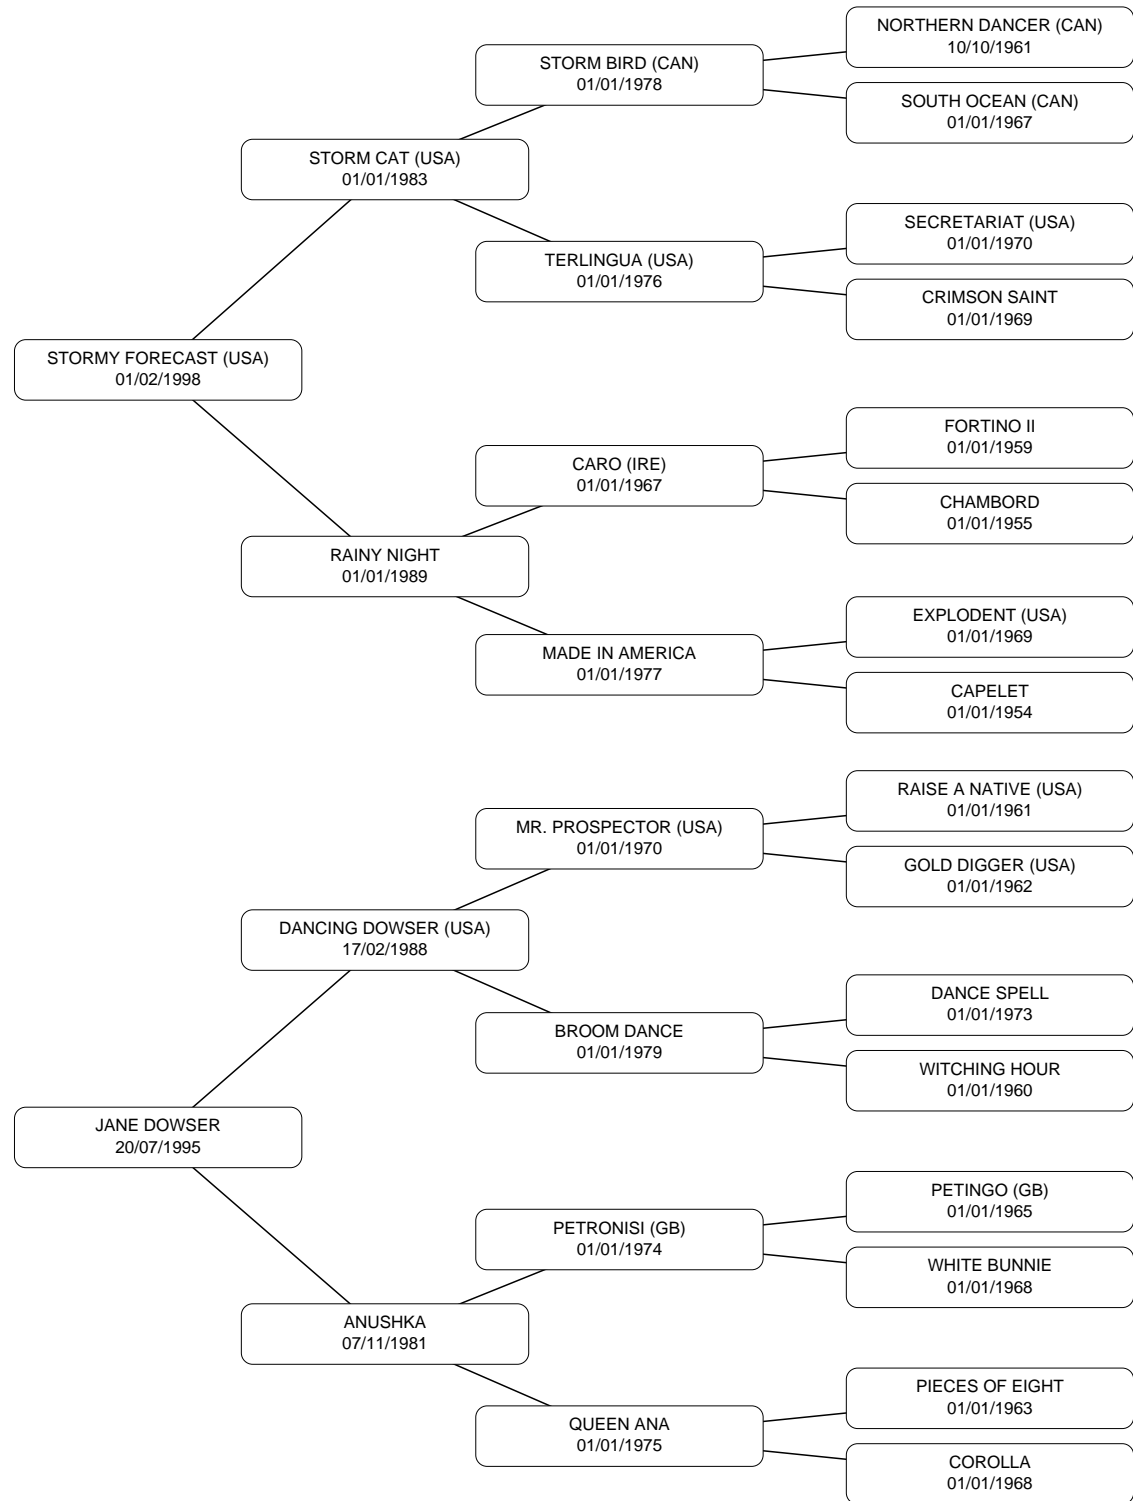 NORTHERN DANCER (CAN)
10/10/1961
STORM BIRD (CAN)
01/01/1978
SOUTH OCEAN (CAN)
01/01/1967
STORM CAT (USA)
01/01/1983
SECRETARIAT (USA)
01/01/1970
TERLINGUA (USA)
01/01/1976
CRIMSON SAINT
01/01/1969
STORMY FORECAST (USA)
01/02/1998
FORTINO II
01/01/1959
CARO (IRE)
01/01/1967
CHAMBORD
01/01/1955
RAINY NIGHT
01/01/1989
EXPLODENT (USA)
01/01/1969
MADE IN AMERICA
01/01/1977
CAPELET
01/01/1954
RAISE A NATIVE (USA)
01/01/1961
MR. PROSPECTOR (USA)
01/01/1970
GOLD DIGGER (USA)
01/01/1962
DANCING DOWSER (USA)
17/02/1988
DANCE SPELL
01/01/1973
BROOM DANCE
01/01/1979
WITCHING HOUR
01/01/1960
JANE DOWSER
20/07/1995
PETINGO (GB)
01/01/1965
PETRONISI (GB)
01/01/1974
WHITE BUNNIE
01/01/1968
ANUSHKA
07/11/1981
PIECES OF EIGHT
01/01/1963
QUEEN ANA
01/01/1975
COROLLA
01/01/1968